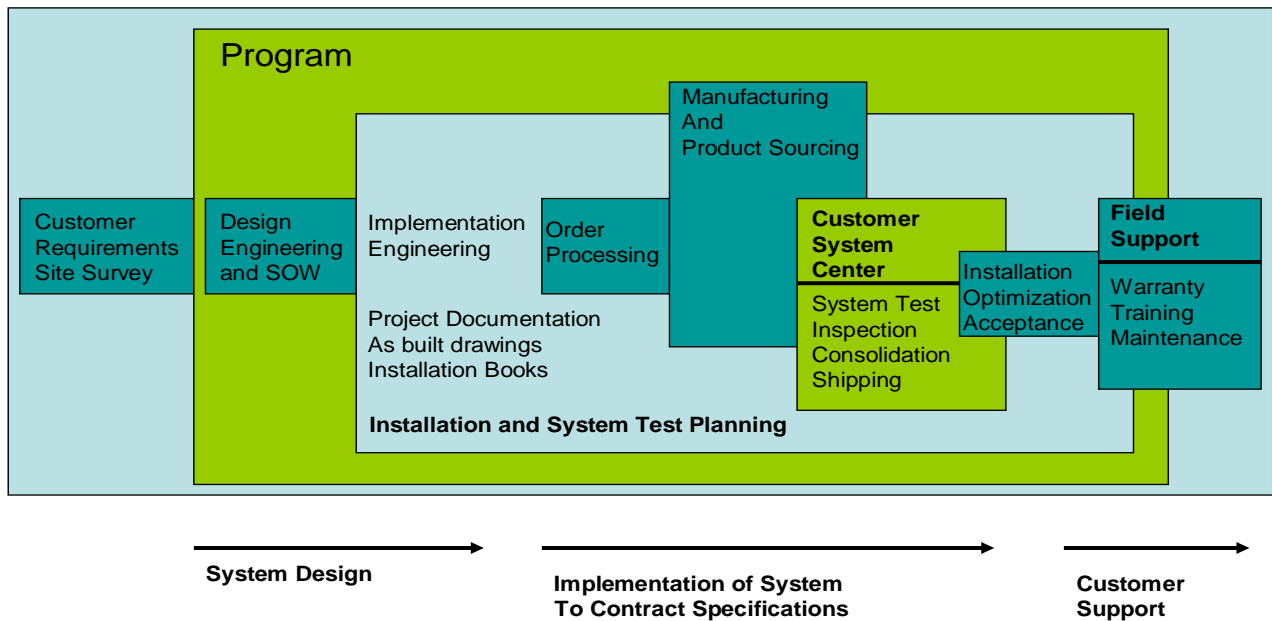 Program
Customer
Requirements
Site Survey
Design
Engineering
and SOW
Implementation
Engineering
Project Documentation
As built drawings
Installation Books
Installation and System Test Planning
Order
Processing
Manufacturing
And
Product Sourcing
Customer
System
Center
System Test
Inspection
Consolidation
Shipping
Installation
Optimization
Acceptance
Field
Support
Warranty
Training
Maintenance
System Design
Implementation of System
To Contract Specifications
Customer
Support